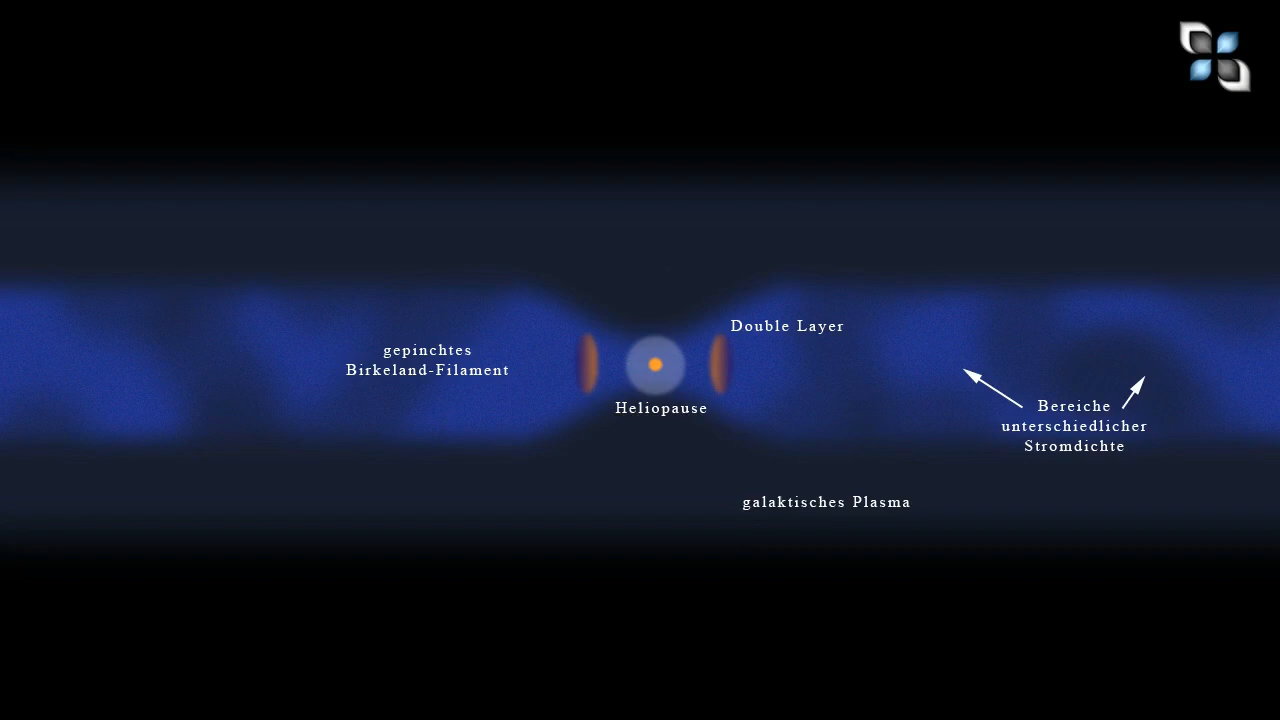 Double Layer
gepinchtes
Birkeland-Filament
Heliopause
Bereiche
unterschiedlicher
Stromdichte
galaktisches Plasma